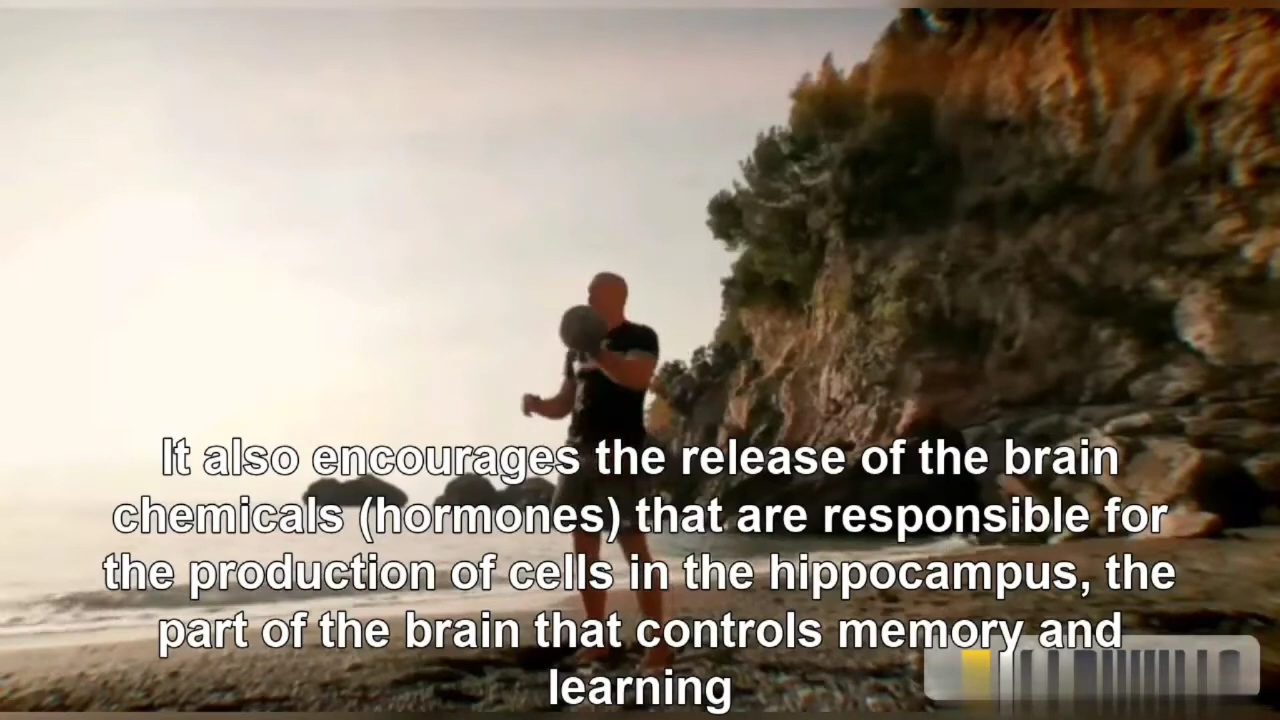 It also encourages the release of the brain
chemicals (hormones) that are responsible for
the production of cells in the hippocampus, the
part of the brain that controls memory and
learning